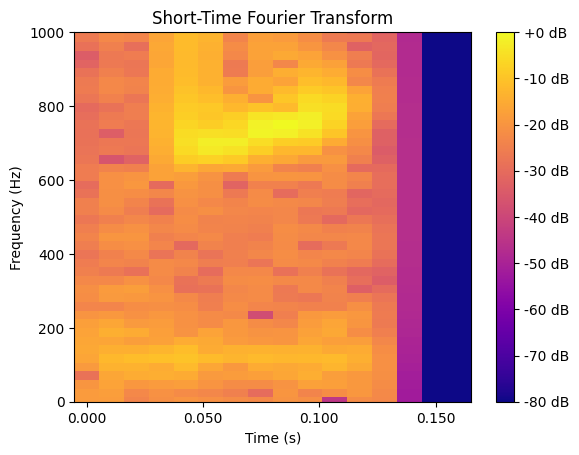 Short-Time Fourier Transform
1000
800
600
400
200
0
Frequency (Hz)
0.000
0.050
0.100
0.150
Time (s)
+0 dB
-10 dB
-20 dB
-30 dB
-40 dB
-50 dB
-60 dB
-70 dB
-80 dB